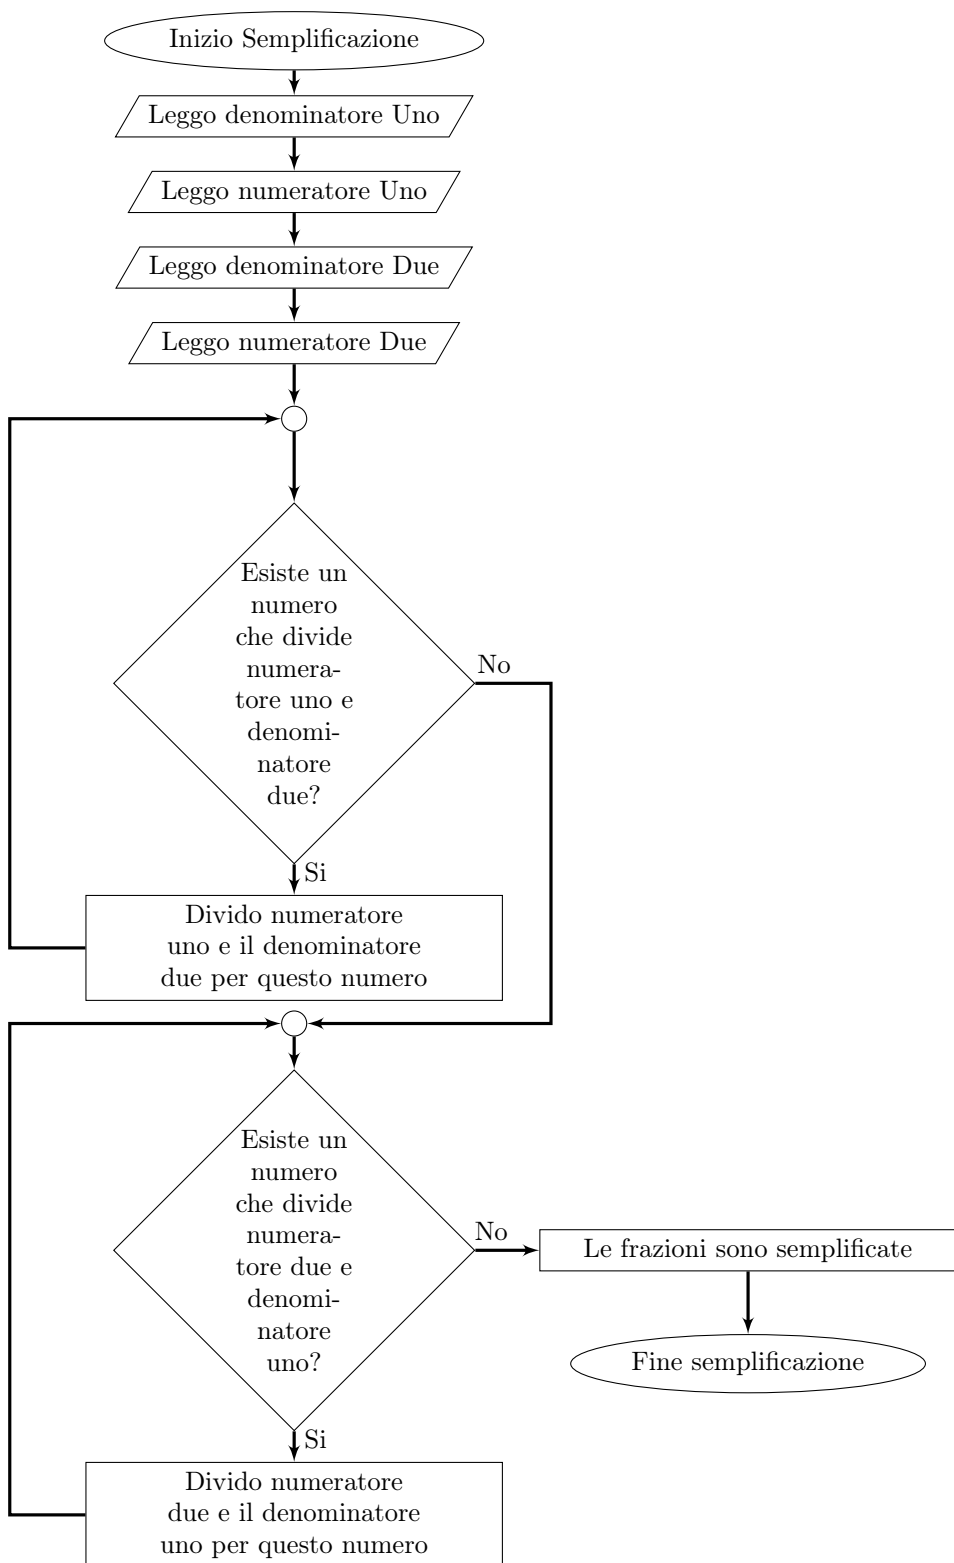 Inizio Semplificazione
Leggo denominatore Uno
Leggo numeratore Uno
Leggo denominatore Due
Leggo numeratore Due
Esiste un
numero
che divide
numera-
tore uno e
denomi-
natore
due?
No
Si
Divido numeratore
uno e il denominatore
due per questo numero
Esiste un
numero
che divide
numera-
tore due e
denomi-
natore
uno?
No
Le frazioni sono semplificate
Fine semplificazione
Si
Divido numeratore
due e il denominatore
uno per questo numero